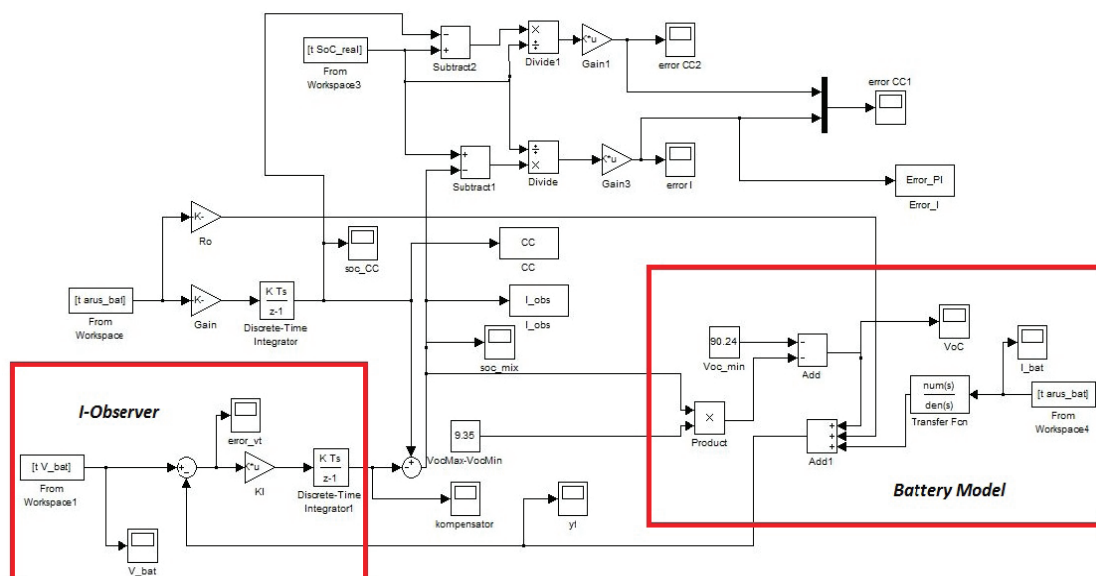 [t SoC_real]
From
Workspace3
−
+
Subtract2
×
÷
Divide1
K*u
Gain1
error CC2
error CC1
+
−
Subtract1
÷
×
Divide
K*u
Gain3
error I
Error_PI
Error_I
K-
Ro
soc_CC
CC
CC
[t arus_bat]
From
Workspace
K-
Gain
K Ts
z-1
Discrete-Time
Integrator
I_obs
I_obs
soc_mix
90.24
Voc_min
−
−
Add
VoC
I_bat
num(s)
den(s)
Transfer Fcn
[t arus_bat]
From
Workspace4
×
Product
9.35
VocMax-VocMin
+
+
+
Add1
Battery Model
I-Observer
error_vt
[t V_bat]
From
Workspace1
+
−
K*u
KI
K Ts
z-1
Discrete-Time
Integrator1
+
+
kompensator
V_bat